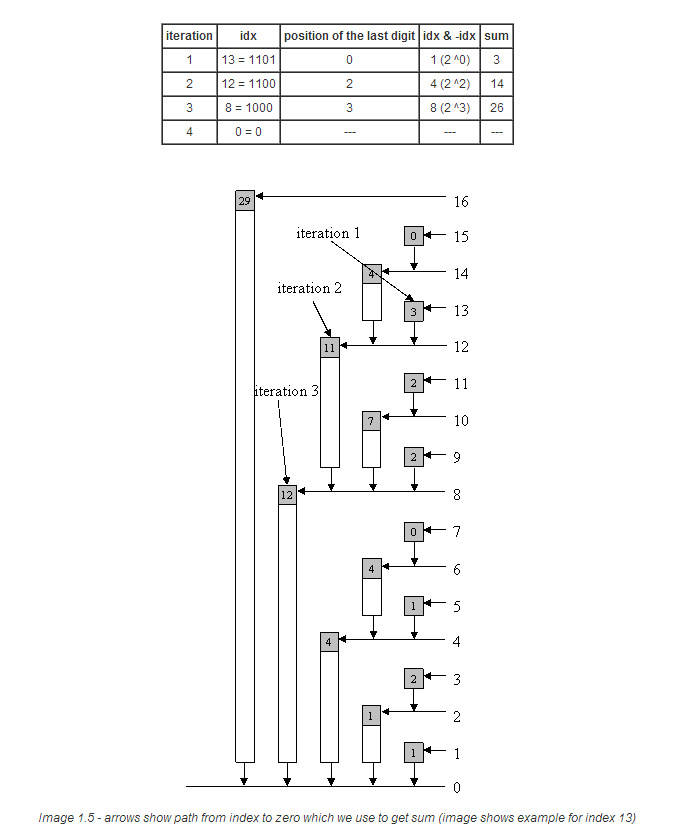 iteration idx position of the last digit idx & -idx sum
1 13 = 1101 0 1 (2 ^0) 3
2 12 = 1100 2 4 (2 ^2) 14
3 8 = 1000 3 8 (2 ^3) 26
4 0 = 0 --- --- ---
29 16
iteration 1 0 15
4 14
iteration 2
3 13
11 12
2 11
iteration 3
7 10
2 9
12 8
0 7
4 6
1 5
4 4
2 3
1 2
1 1
0
Image 1.5 - arrows show path from index to zero which we use to get sum (image shows example for index 13)